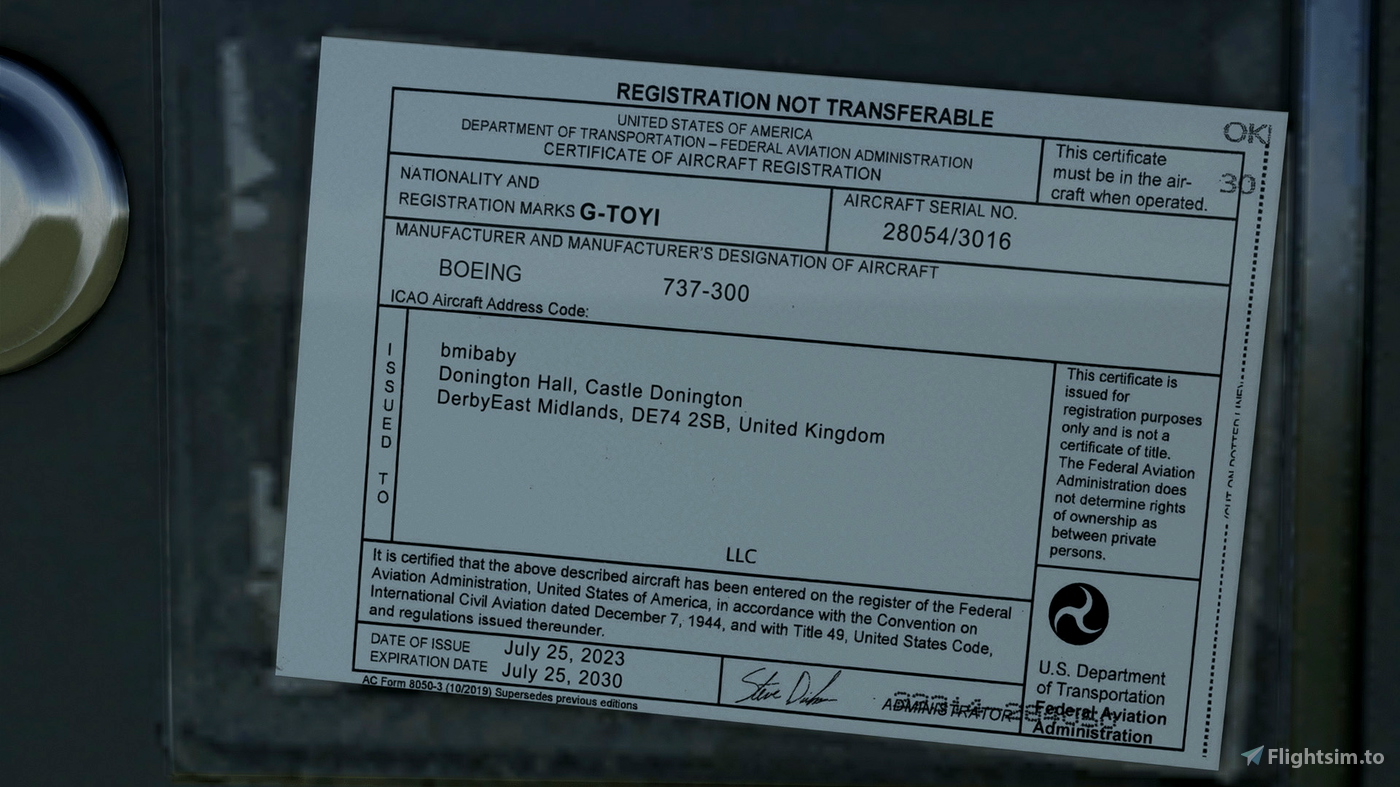 REGISTRATION NOT TRANSFERABLE
UNITED STATES OF AMERICA
DEPARTMENT OF TRANSPORTATION – FEDERAL AVIATION ADMINISTRATION
CERTIFICATE OF AIRCRAFT REGISTRATION
This certificate
must be in the air-
craft when operated.
OK
30
NATIONALITY AND
REGISTRATION MARKS G-TOYI
AIRCRAFT SERIAL NO.
28054/3016
MANUFACTURER AND MANUFACTURER'S DESIGNATION OF AIRCRAFT
BOEING 737-300
ICAO Aircraft Address Code:
ISSUED TO
bmibaby
Donington Hall, Castle Donington
DerbyEast Midlands, DE74 2SB, United Kingdom
LLC
This certificate is
issued for
registration purposes
only and is not a
certificate of title.
The Federal Aviation
Administration does
not determine rights
of ownership as
between private
persons.
It is certified that the above described aircraft has been entered on the register of the Federal
Aviation Administration, United States of America, in accordance with the Convention on
International Civil Aviation dated December 7, 1944, and with Title 49, United States Code,
and regulations issued thereunder.
DATE OF ISSUE July 25, 2023
EXPIRATION DATE July 25, 2030
Steve
ADMINISTRATOR
U.S. Department
of Transportation
Federal Aviation
Administration
AC Form 8050-3 (10/2019) Supersedes previous editions
Flightsim.to